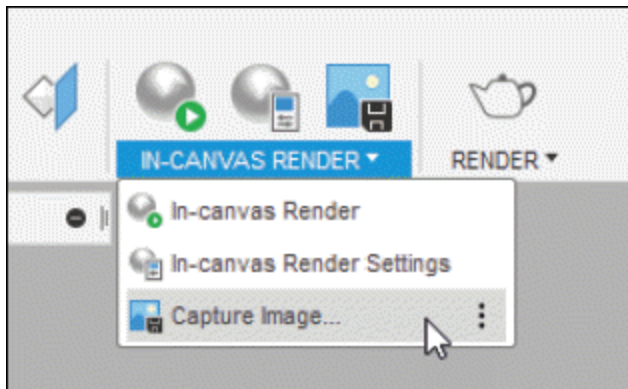 IN-CANVAS RENDER
RENDER
In-canvas Render
In-canvas Render Settings
Capture Image...